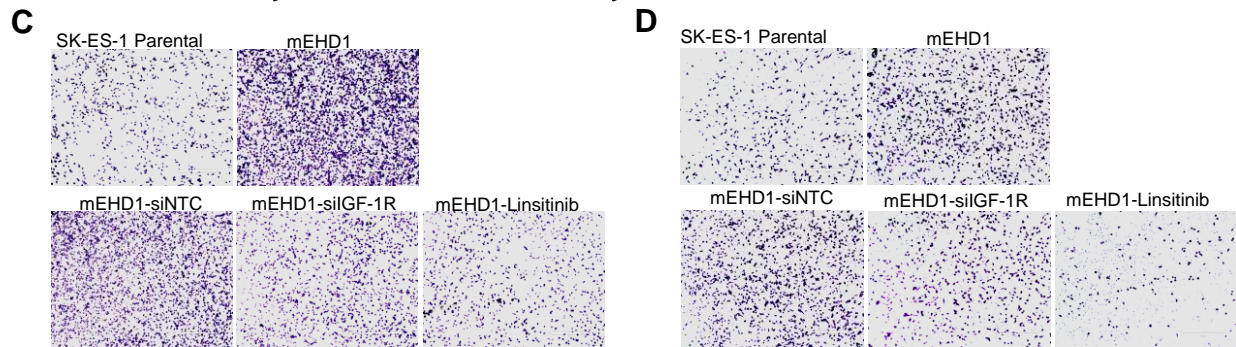 C
SK-ES-1 Parental
mEHD1
mEHD1-siNTC
mEHD1-siIGF-1R
mEHD1-Linsitinib
D
SK-ES-1 Parental
mEHD1
mEHD1-siNTC
mEHD1-siIGF-1R
mEHD1-Linsitinib